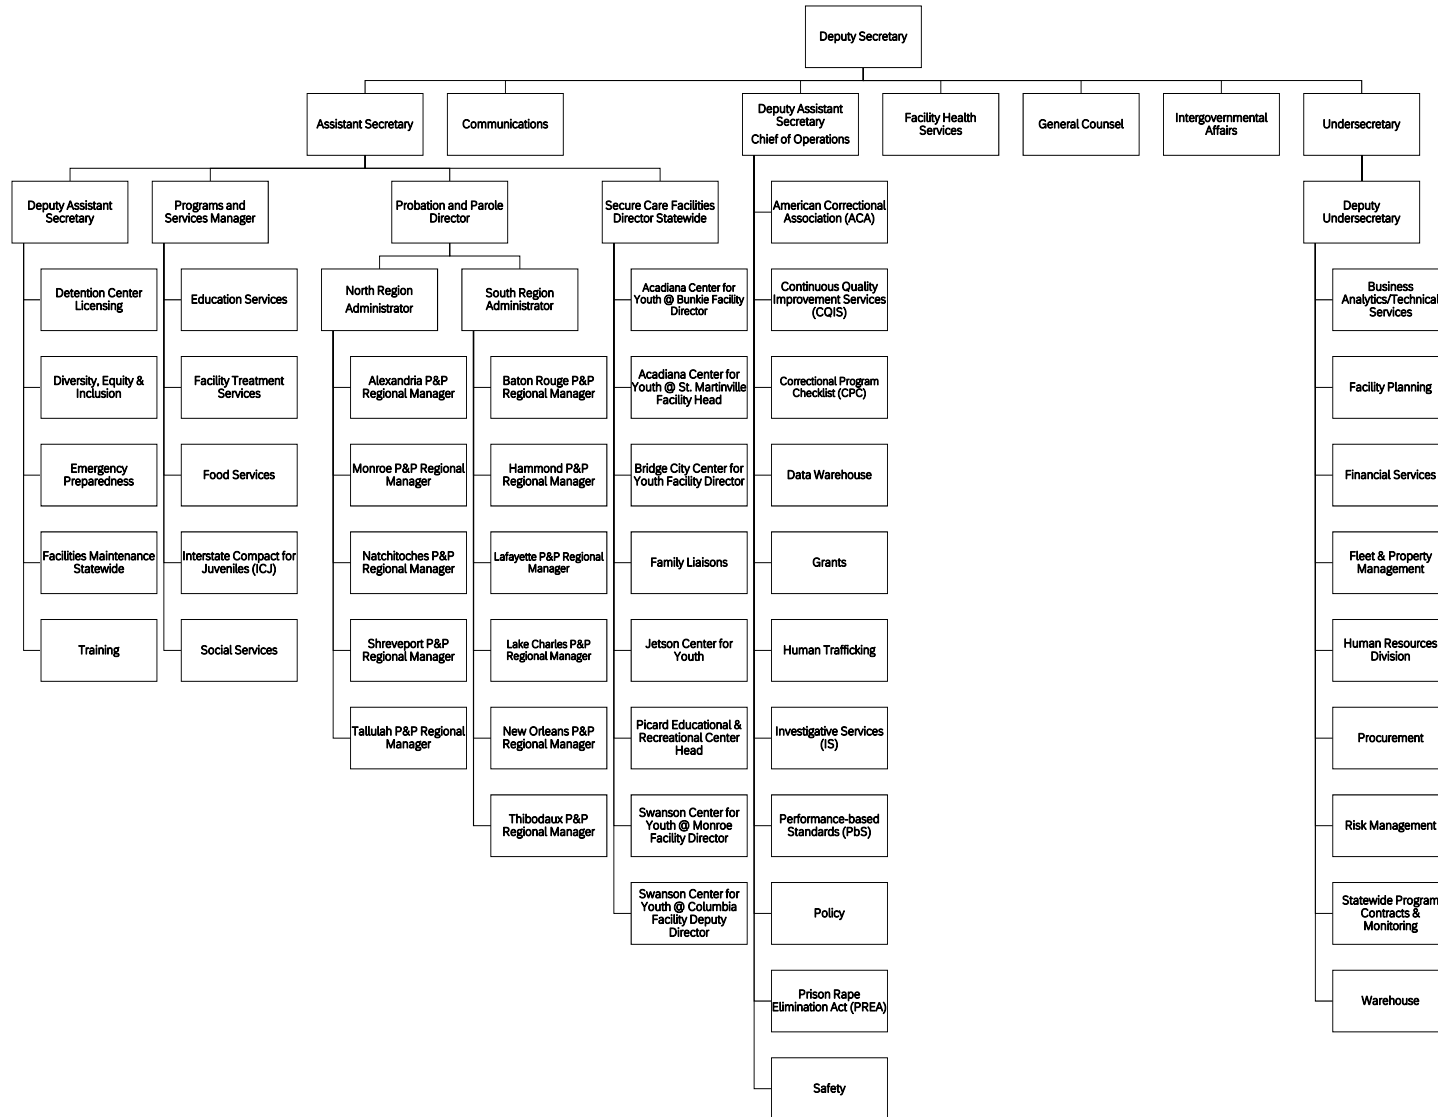 Deputy Secretary
Assistant Secretary
Communications
Deputy Assistant
Secretary
Chief of Operations
Facility Health
Services
General Counsel
Intergovernmental
Affairs
Undersecretary
Deputy Assistant
Secretary
Programs and
Services Manager
Probation and Parole
Director
Secure Care Facilities
Director Statewide
American Correctional
Association (ACA)
Deputy
Undersecretary
Detention Center
Licensing
Education Services
North Region
Administrator
South Region
Administrator
Acadiana Center for
Youth @ Bunkie Facility
Director
Continuous Quality
Improvement Services
(CQIS)
Business
Analytics/Technical
Services
Diversity, Equity &
Inclusion
Facility Treatment
Services
Alexandria P&P
Regional Manager
Baton Rouge P&P
Regional Manager
Acadiana Center for
Youth @ St. Martinville
Facility Head
Correctional Program
Checklist (CPC)
Facility Planning
Emergency
Preparedness
Food Services
Monroe P&P Regional
Manager
Hammond P&P
Regional Manager
Bridge City Center for
Youth Facility Director
Data Warehouse
Financial Services
Facilities Maintenance
Statewide
Interstate Compact for
Juveniles (ICJ)
Natchitoches P&P
Regional Manager
Lafayette P&P Regional
Manager
Family Liaisons
Grants
Fleet & Property
Management
Training
Social Services
Shreveport P&P
Regional Manager
Lake Charles P&P
Regional Manager
Jetson Center for
Youth
Human Trafficking
Human Resources
Division
Tallulah P&P Regional
Manager
New Orleans P&P
Regional Manager
Picard Educational &
Recreational Center
Head
Investigative Services
(IS)
Procurement
Thibodaux P&P
Regional Manager
Swanson Center for
Youth @ Monroe
Facility Director
Performance-based
Standards (PbS)
Risk Management
Swanson Center for
Youth @ Columbia
Facility Deputy
Director
Policy
Statewide Program
Contracts &
Monitoring
Prison Rape
Elimination Act (PREA)
Warehouse
Safety